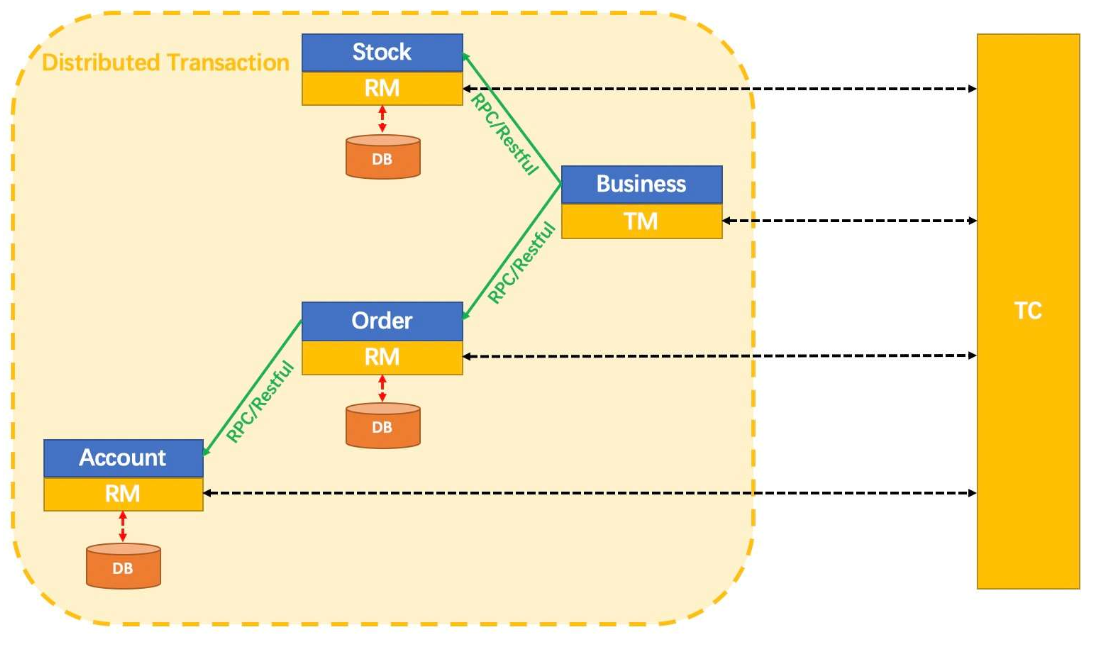 Distributed Transaction
Stock
RM
DB
RPC/Restful
Business
TM
RPC/Restful
Order
RM
DB
RPC/Restful
Account
RM
DB
TC